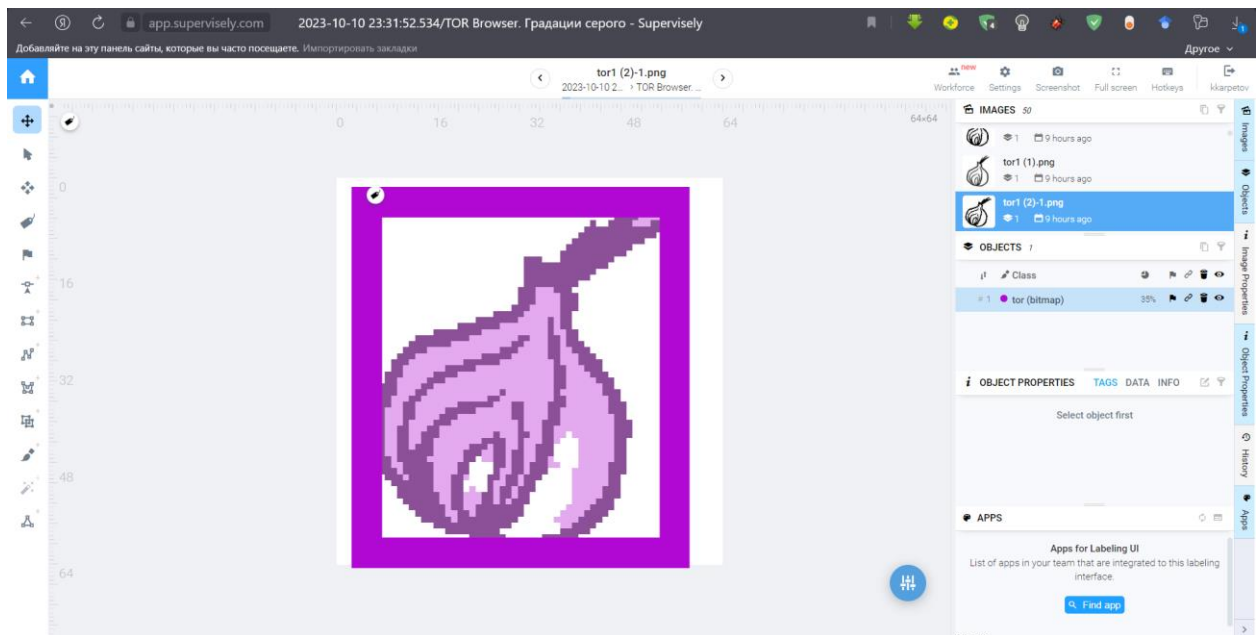 app.supervisely.com 2023-10-10 23:31:52.534/TOR Browser. Градации серого - Supervisely
Добавляйте на эту панель сайты, которые вы часто посещаете. Импортировать закладки
Другое
tor1 (2)-1.png
2023-10-10 2... › TOR Browser. ...
new
Workforce Settings Screenshot Full screen Hotkeys kkarpetov
0 16 32 48 64
64×64
0
16
32
48
64
IMAGES 50
1 9 hours ago
tor1 (1).png
1 9 hours ago
tor1 (2)-1.png
1 9 hours ago
OBJECTS 1
Class
# 1 tor (bitmap) 35%
OBJECT PROPERTIES TAGS DATA INFO
Select object first
APPS
Apps for Labeling UI
List of apps in your team that are integrated to this labeling
interface.
Find app
Images
Objects
Image Properties
Object Properties
History
Apps